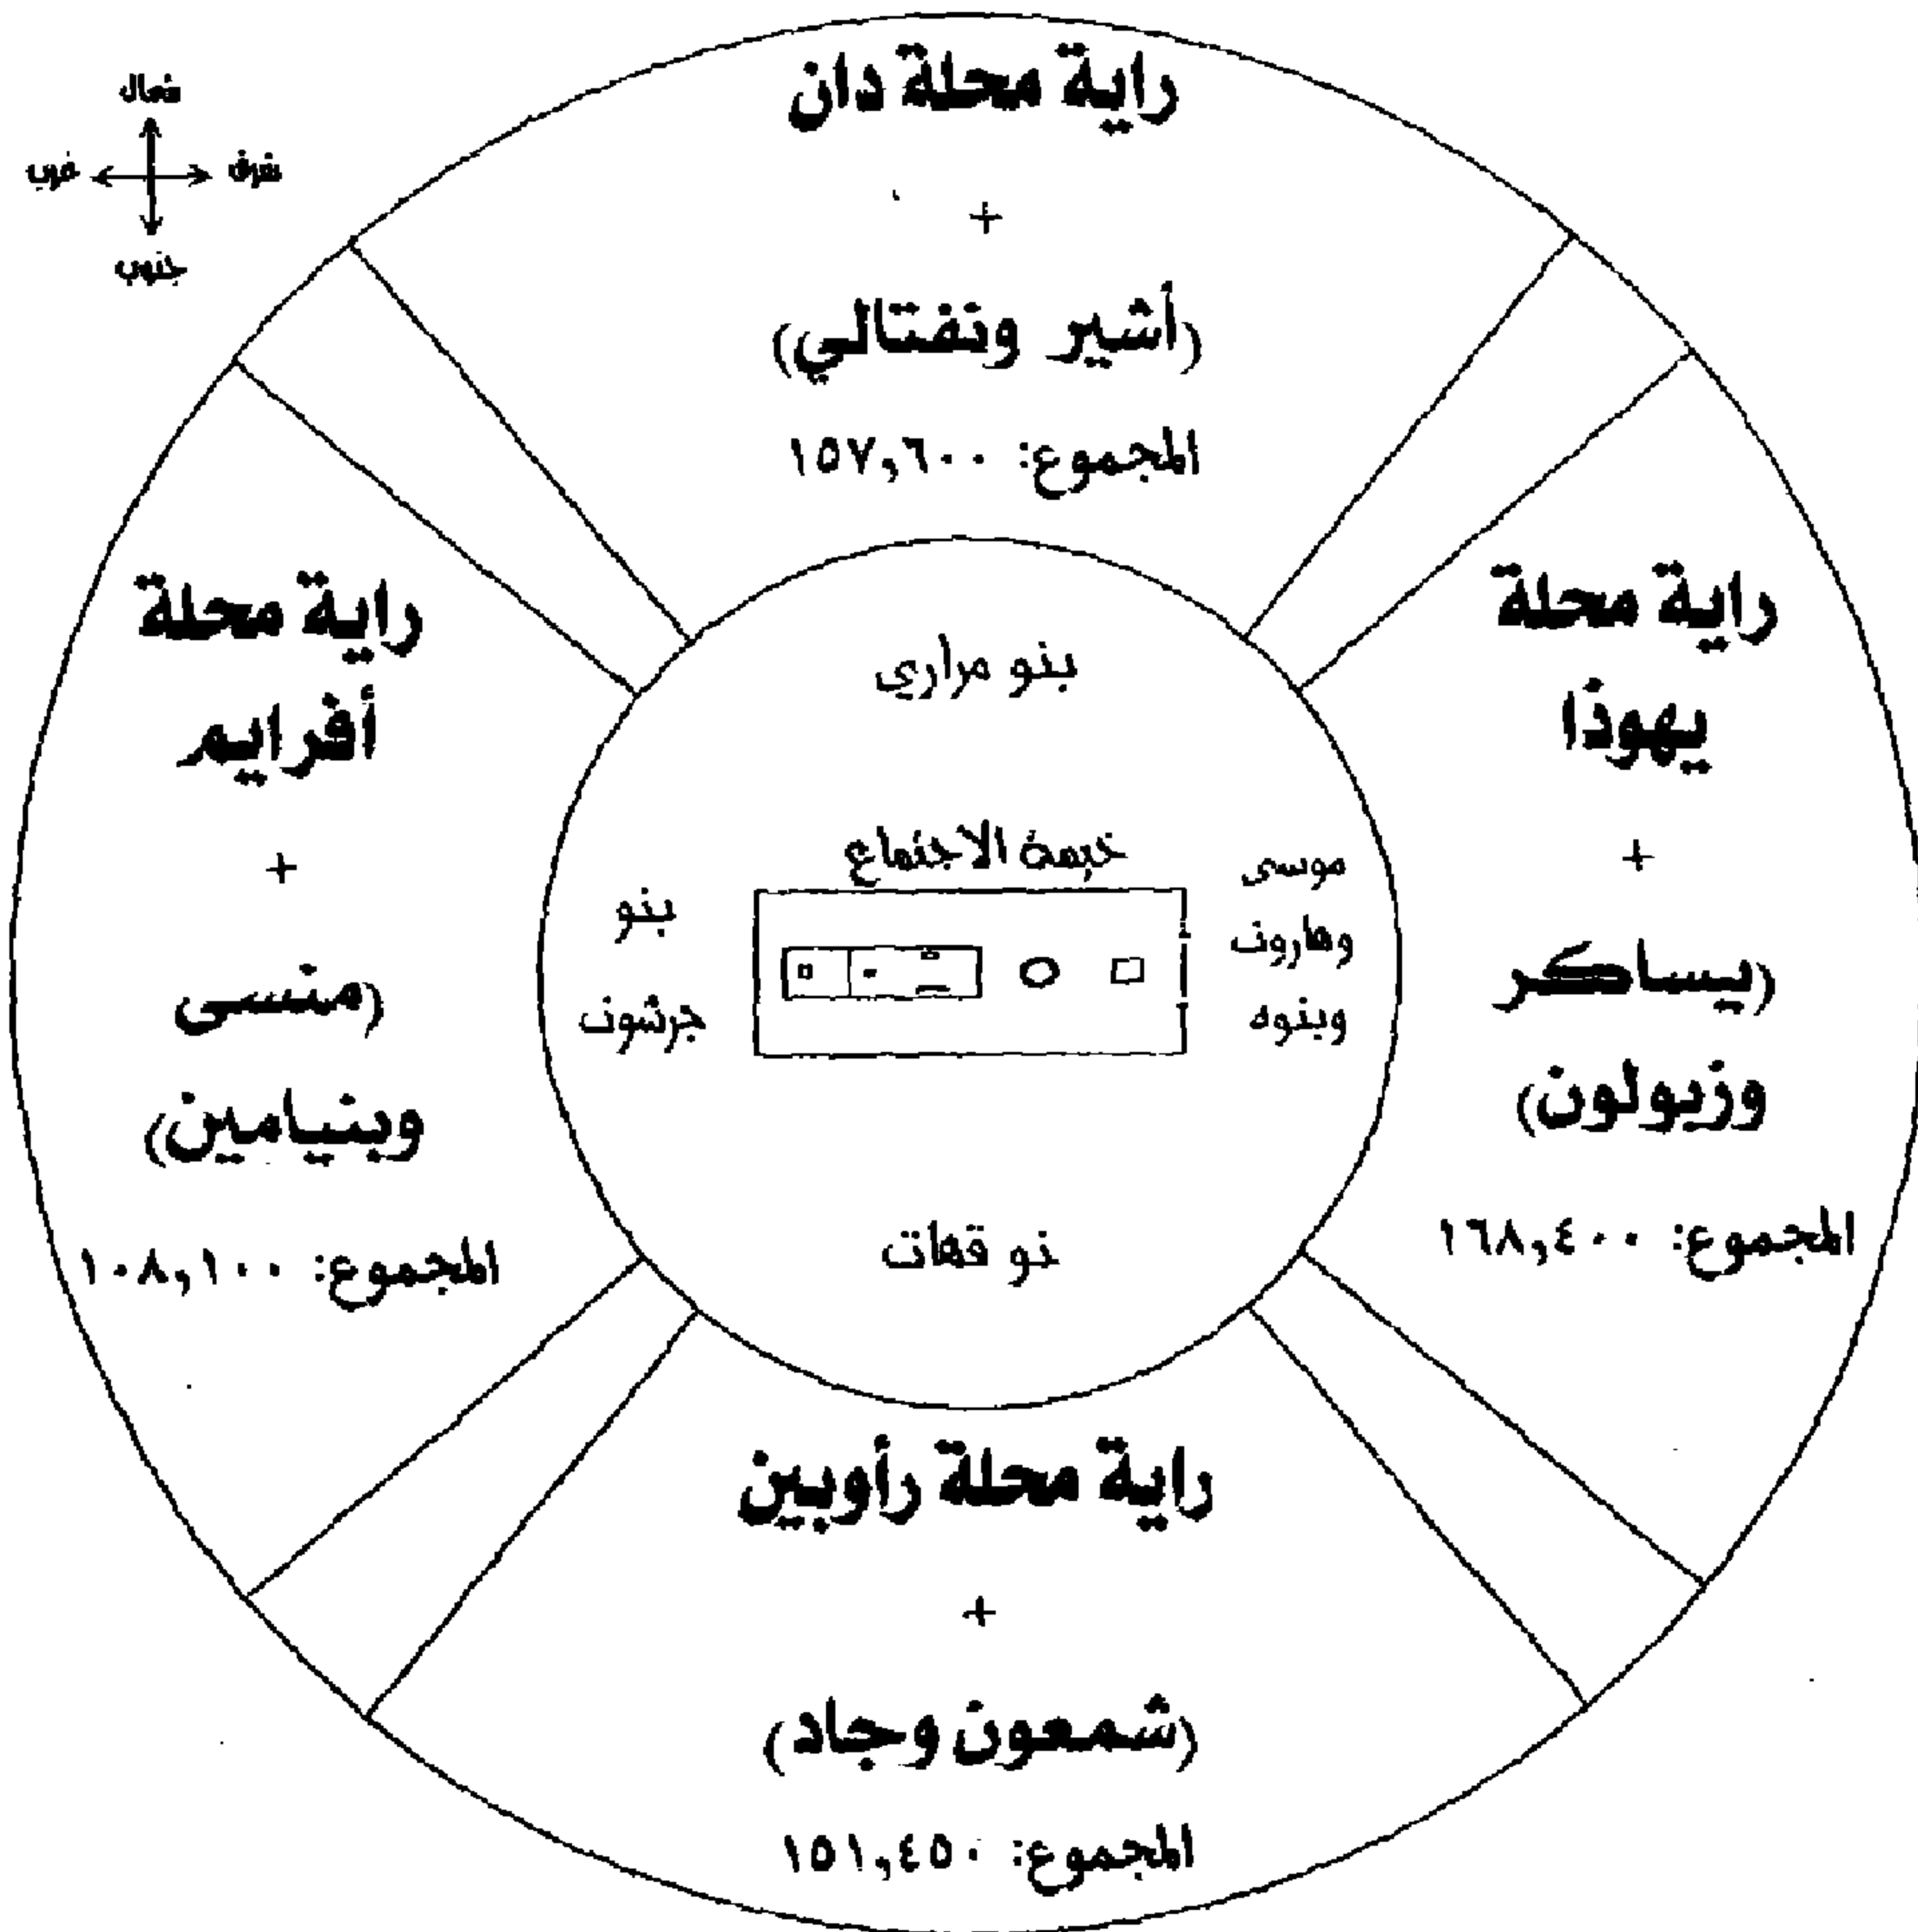 راية محلة دان
+
(أشير ونفتالي)
المجموع: ١٥٧,٦٠٠
شمال
شرق
غرب
جنوب
راية محلة
يهوذا
+
(يساكر
وزبولون)
المجموع: ١٦٨,٤٠٠
راية محلة
أفرايم
+
(منسى
وبنيامين)
المجموع: ١٠٨,١٠٠
بنو مراري
خيمة الاجتماع
موسى
وهارون
وبنوه
بنو
جرشون
نو قهات
راية محلة رأوبين
+
(شمعون وجاد)
المجموع: ١٥١,٤٥٠